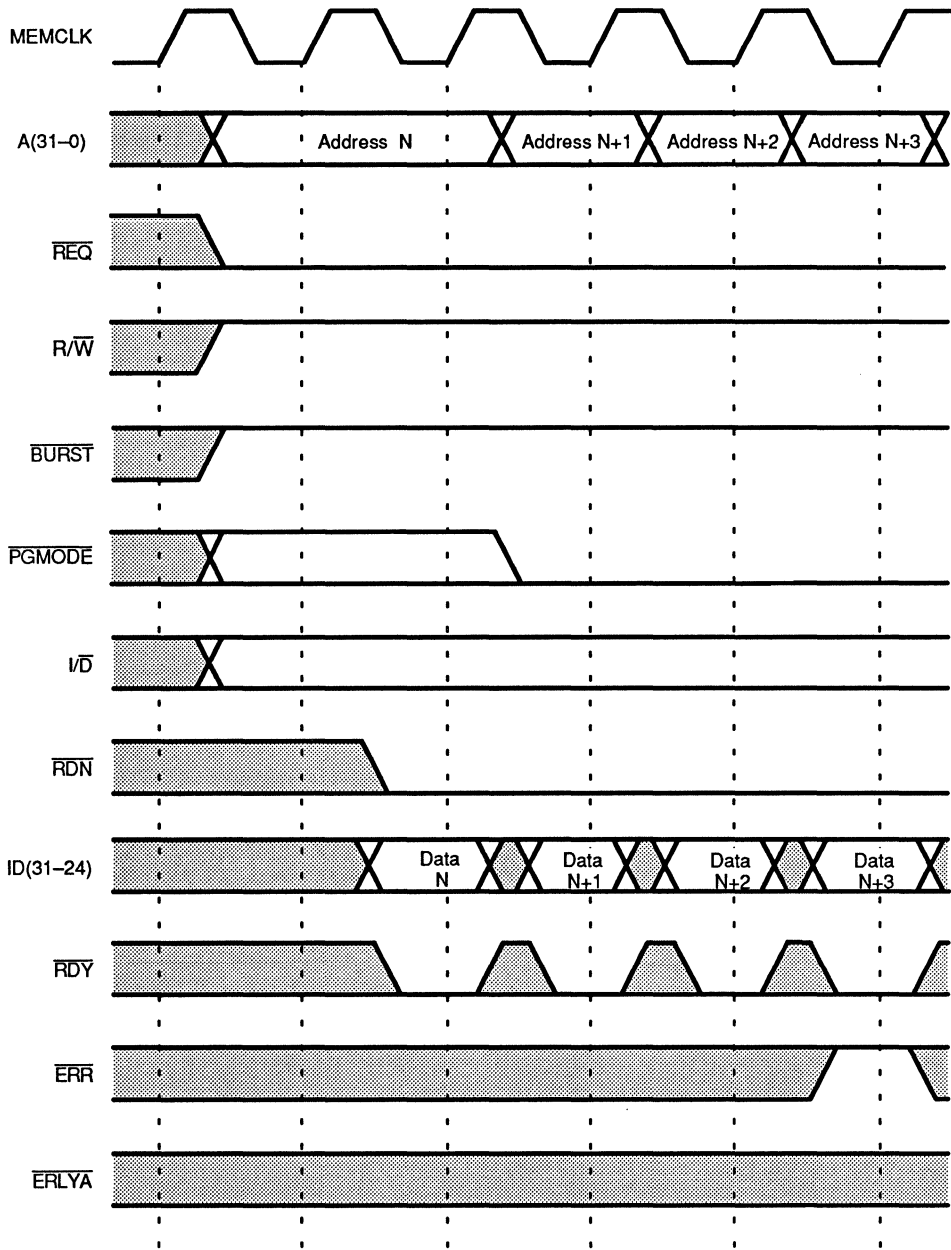 MEMCLK
A(31–0)
Address N
Address N+1
Address N+2
Address N+3
REQ
R/W
BURST
PGMODE
I/D
RDN
ID(31–24)
Data
N
Data
N+1
Data
N+2
Data
N+3
RDY
ERR
ERLYA